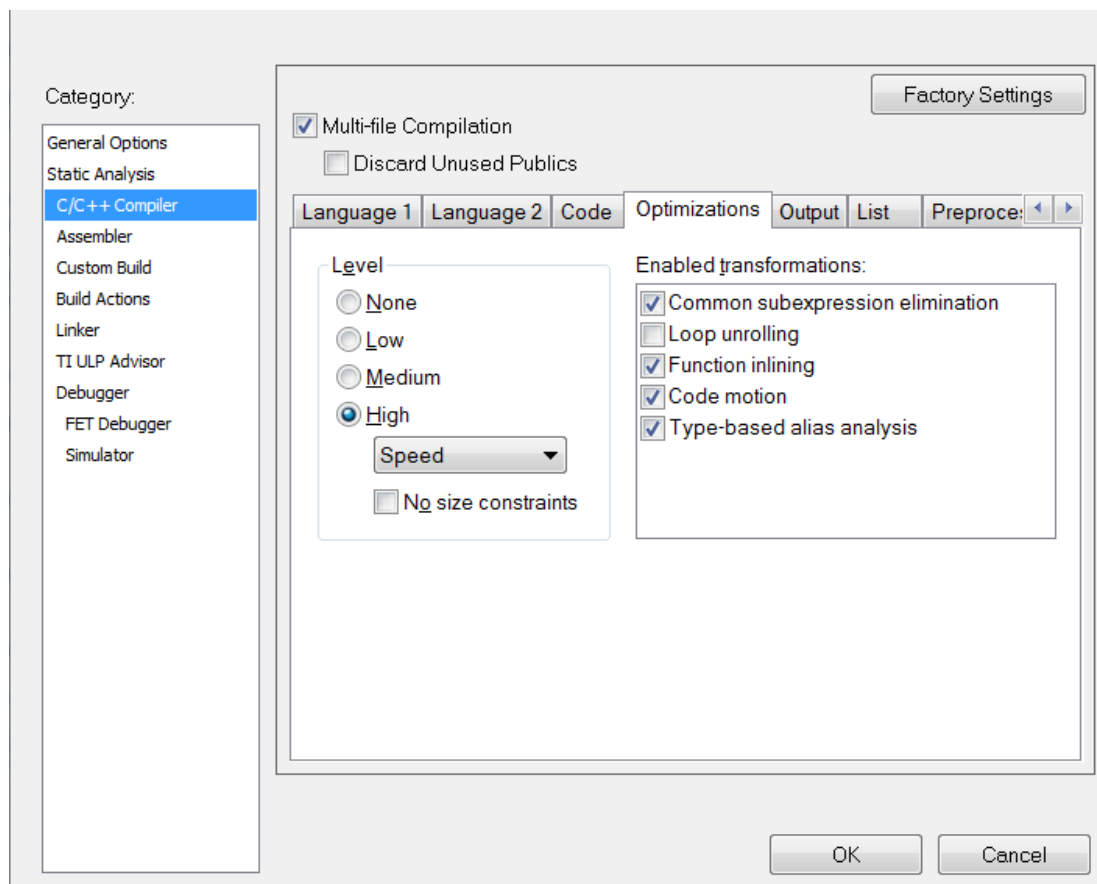 Category:
General Options
Static Analysis
C/C++ Compiler
Assembler
Custom Build
Build Actions
Linker
TI ULP Advisor
Debugger
FET Debugger
Simulator
Factory Settings
Multi-file Compilation
Discard Unused Publics
Language 1 Language 2 Code Optimizations Output List Preproces
Level
None
Low
Medium
High
Speed
No size constraints
Enabled transformations:
Common subexpression elimination
Loop unrolling
Function inlining
Code motion
Type-based alias analysis
OK Cancel